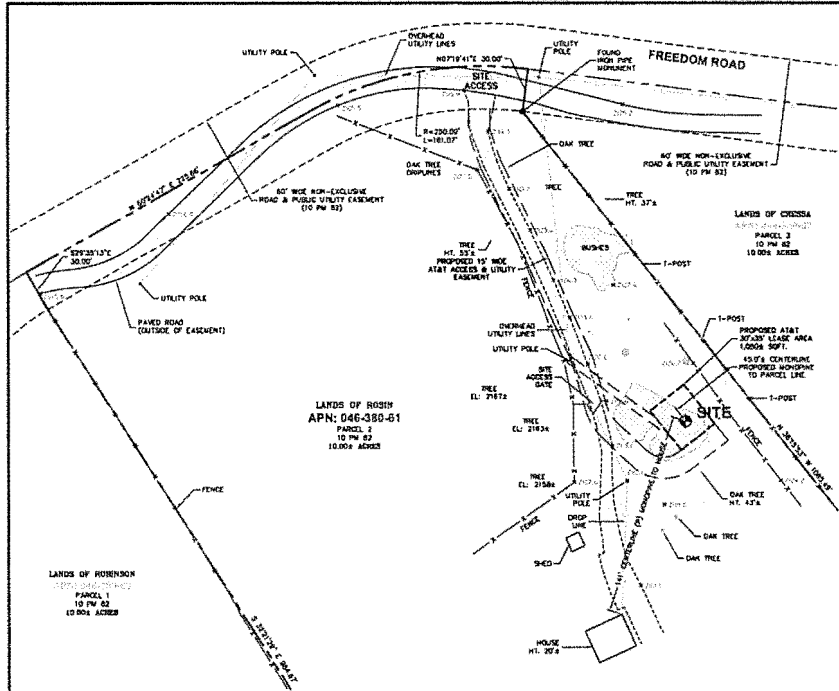 OVERHEAD
UTILITY LINES
UTILITY POLE
N07°19'41"E 30.00'
UTILITY
POLE
FOUND
IRON PIPE
MONUMENT
FREEDOM ROAD
SITE
ACCESS
R=250.00'
OAK TREE
DRIPLINES
OAK TREE
60' WIDE NON-EXCLUSIVE
ROAD & PUBLIC UTILITY EASEMENT
(10 PM 82)
60' WIDE NON-EXCLUSIVE
ROAD & PUBLIC UTILITY EASEMENT
(10 PM 82)
TREE
TREE
HT. 37'±
LANDS OF CHESSA
PARCEL 3
10 PM 82
10.00± ACRES
S29°35'13"E
30.00'
BUSHES
TREE
HT. 53'±
PROPOSED 15' WIDE
AT&T ACCESS & UTILITY
EASEMENT
T-POST
UTILITY POLE
PAVED ROAD
(OUTSIDE OF EASEMENT)
FENCE
OVERHEAD
UTILITY LINES
UTILITY POLE
T-POST
PROPOSED AT&T
30'x35' LEASE AREA
1,050± SQ.FT.
45.0'± CENTERLINE
PROPOSED MONOPINE
TO PARCEL LINE
SITE
ACCESS
GATE
T-POST
LANDS OF ROSIN
APN: 046-380-61
PARCEL 2
10 PM 82
10.00± ACRES
TREE
EL: 2167±
SITE
TREE
EL: 2163±
FENCE
TREE
EL: 2158±
FENCE
UTILITY
POLE
OAK TREE
HT. 43'±
FENCE
DROP
LINE
OAK TREE
OAK TREE
SHED
141' CENTERLINE (P) MONOPINE TO HOUSE
LANDS OF ROBINSON
PARCEL 1
10 PM 82
10.00± ACRES
HOUSE
HT. 20'±